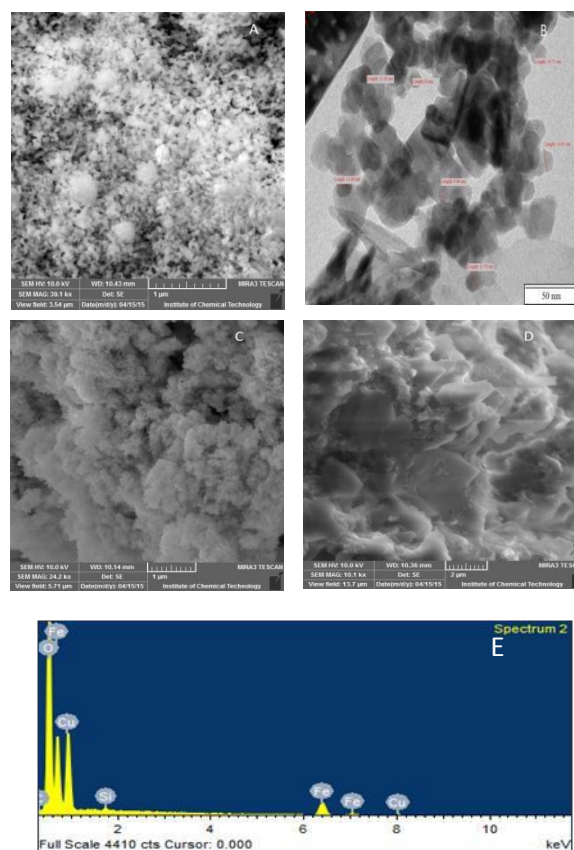 A
SEM HV: 10.0 kV WD: 10.43 mm MIRA3 TESCAN
SEM MAG: 39.1 kx Det: SE 1 µm
View field: 3.54 µm Date(m/d/y): 04/15/15 Institute of Chemical Technology
B
50 nm
C
SEM HV: 10.0 kV WD: 10.14 mm MIRA3 TESCAN
SEM MAG: 24.2 kx Det: SE 1 µm
View field: 5.71 µm Date(m/d/y): 04/15/15 Institute of Chemical Technology
D
SEM HV: 10.0 kV WD: 10.36 mm MIRA3 TESC
SEM MAG: 10.1 kx Det: SE 2 µm
View field: 13.7 µm Date(m/d/y): 04/15/15 Institute of Chemical Technology
Spectrum 2
E
Fe
O
Cu
Si
Fe
Fe
Cu
2 4 6 8 10
Full Scale 4410 cts Cursor: 0.000 keV